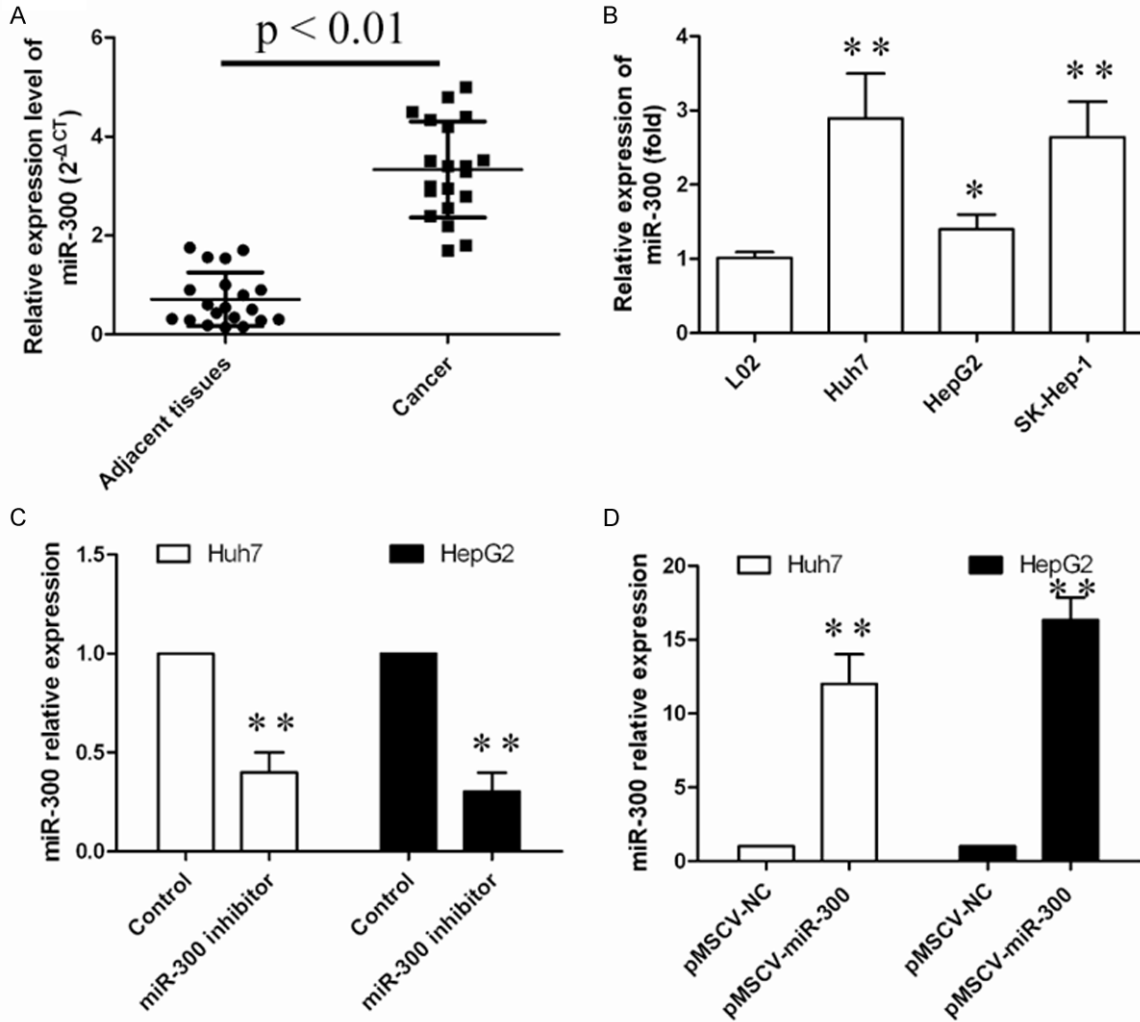 A
Relative expression level of
miR-300 (2^-ΔCT)
6
4
2
0
p < 0.01
Adjacent tissues
Cancer
B
Relative expression of
miR-300 (fold)
4
3
2
1
0
**
*
**
L02
Huh7
HepG2
SK-Hep-1
C
miR-300 relative expression
1.5
1.0
0.5
0.0
Huh7
HepG2
**
**
Control
miR-300 inhibitor
Control
miR-300 inhibitor
D
miR-300 relative expression
20
15
10
5
0
Huh7
HepG2
**
**
pMSCV-NC
pMSCV-miR-300
pMSCV-NC
pMSCV-miR-300